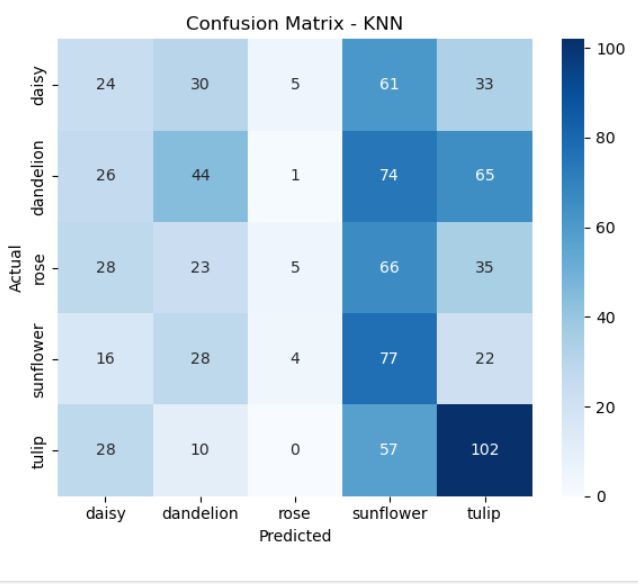 Confusion Matrix - KNN
daisy 24 30 5 61 33
dandelion 26 44 1 74 65
rose 28 23 5 66 35
sunflower 16 28 4 77 22
tulip 28 10 0 57 102
Actual
daisy dandelion rose sunflower tulip
Predicted
100
80
60
40
20
0